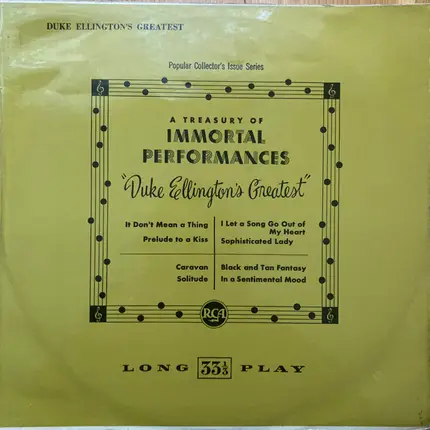 DUKE ELLINGTON'S GREATEST
Popular Collector's Issue Series
A TREASURY OF
IMMORTAL
PERFORMANCES
"Duke Ellington's Greatest"
It Don't Mean a Thing
Prelude to a Kiss
I Let a Song Go Out of
My Heart
Sophisticated Lady
Caravan
Solitude
Black and Tan Fantasy
In a Sentimental Mood
RCA
LONG 33 1/3 PLAY